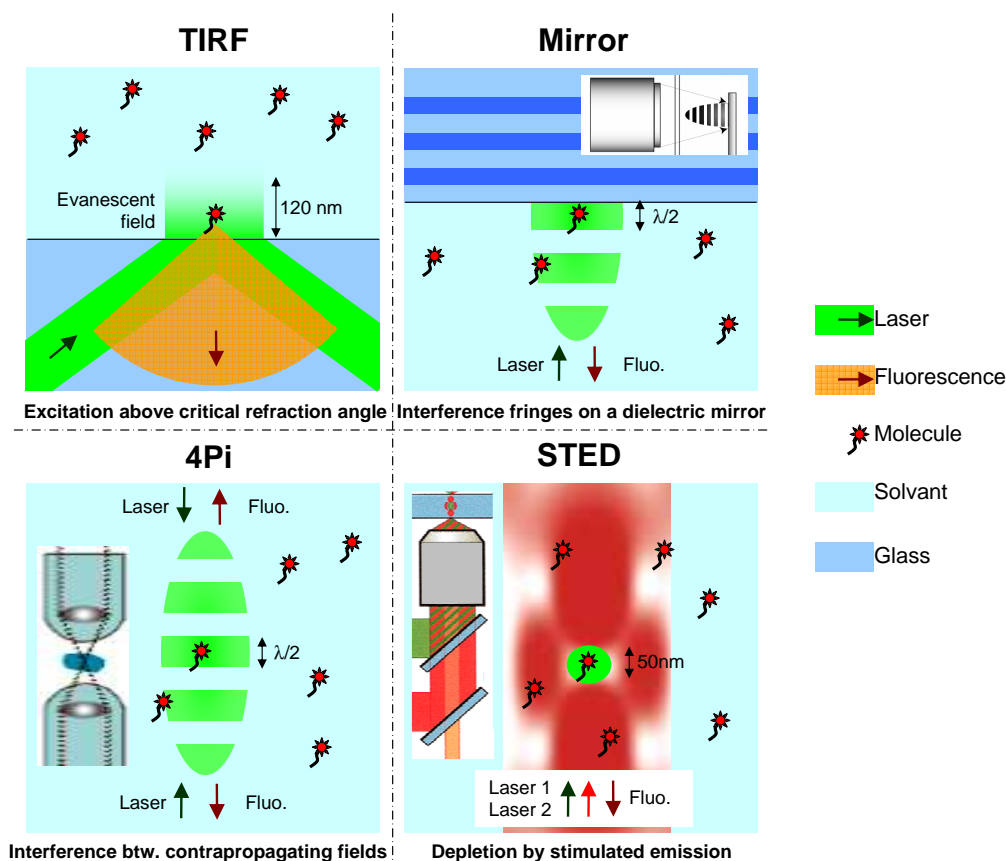 TIRF
Evanescent
field
120 nm
Excitation above critical refraction angle
Mirror
λ/2
Laser
Fluo.
Interference fringes on a dielectric mirror
4Pi
Laser
Fluo.
λ/2
Laser
Fluo.
Interference btw. contrapropagating fields
STED
50nm
Laser 1
Laser 2
Fluo.
Depletion by stimulated emission
Laser
Fluorescence
Molecule
Solvant
Glass